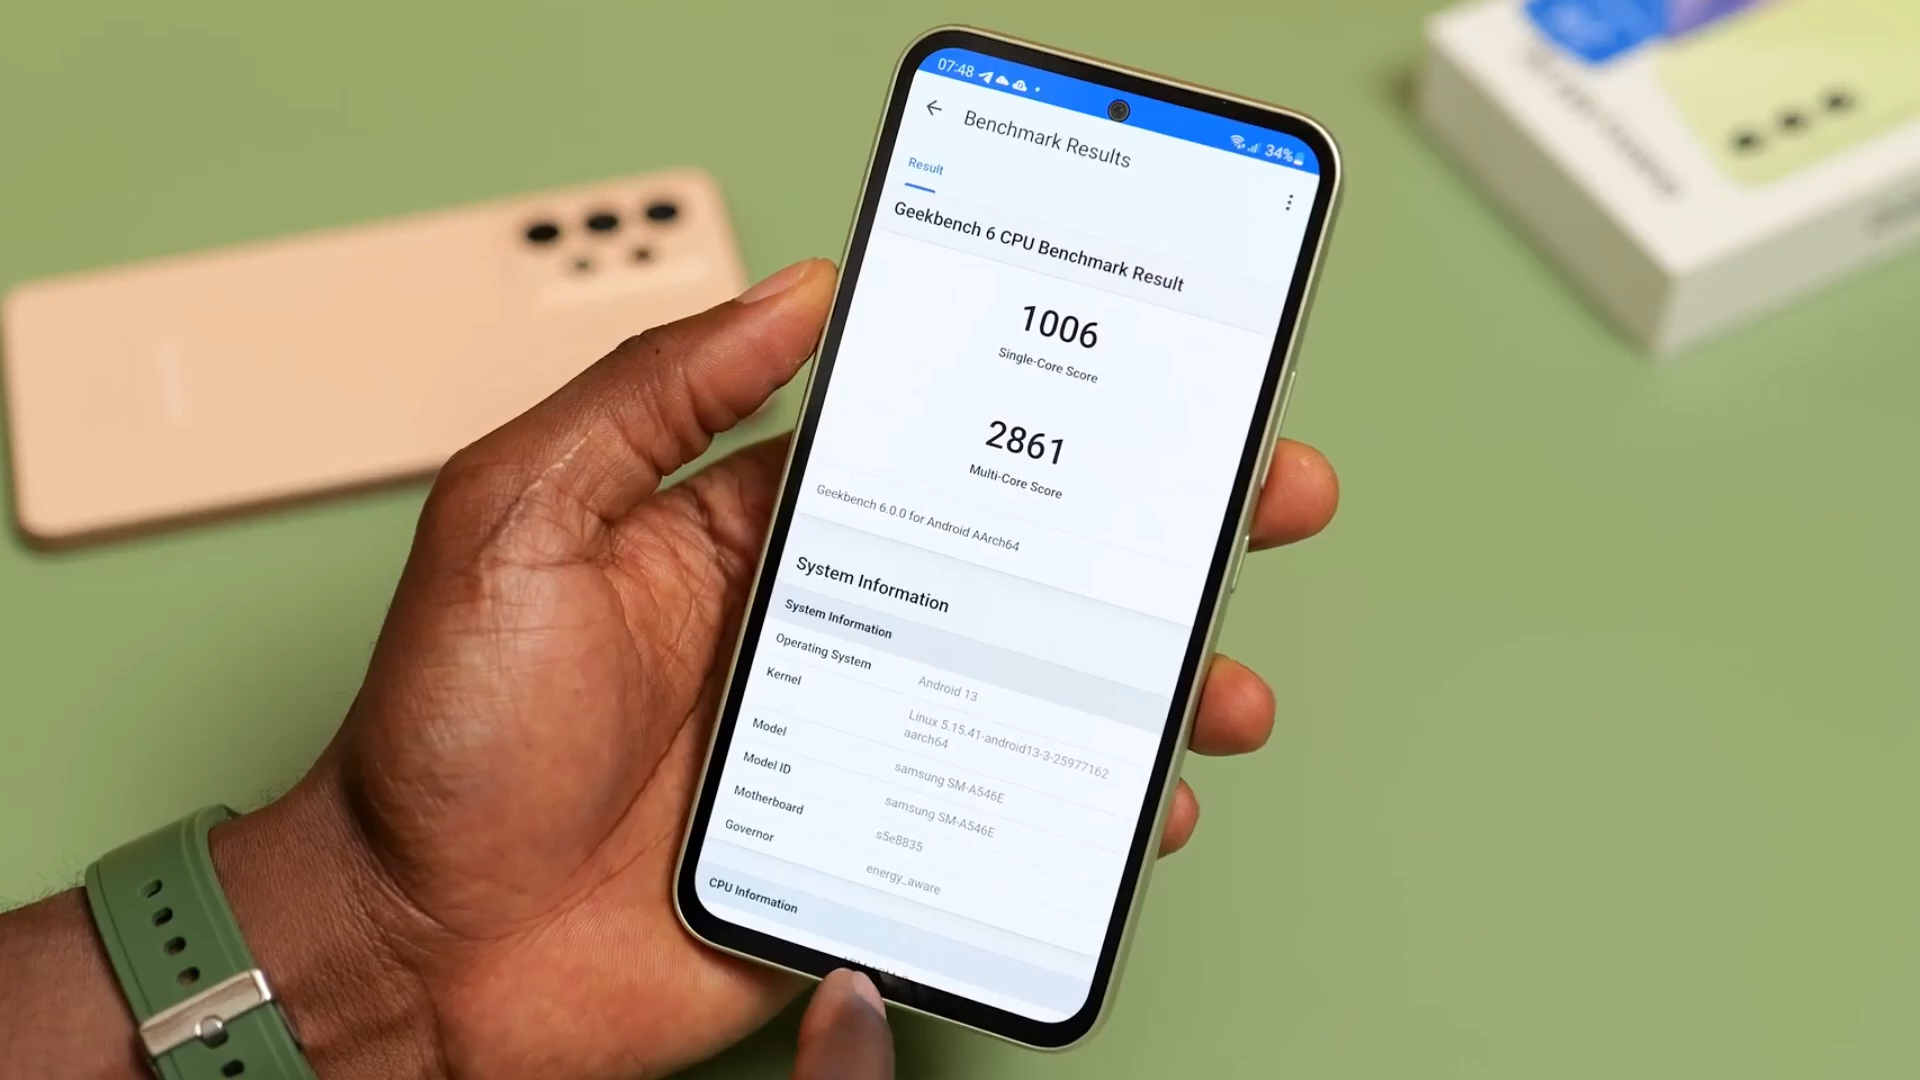 07:48
34%
Benchmark Results
Result
Geekbench 6 CPU Benchmark Result
1006
Single-Core Score
2861
Multi-Core Score
Geekbench 6.0.0 for Android AArch64
System Information
System Information
Operating System Android 13
Kernel Linux 5.15.41-android13-3-25977162
aarch64
Model samsung SM-A546E
Model ID samsung SM-A546E
Motherboard s5e8835
Governor energy_aware
CPU Information